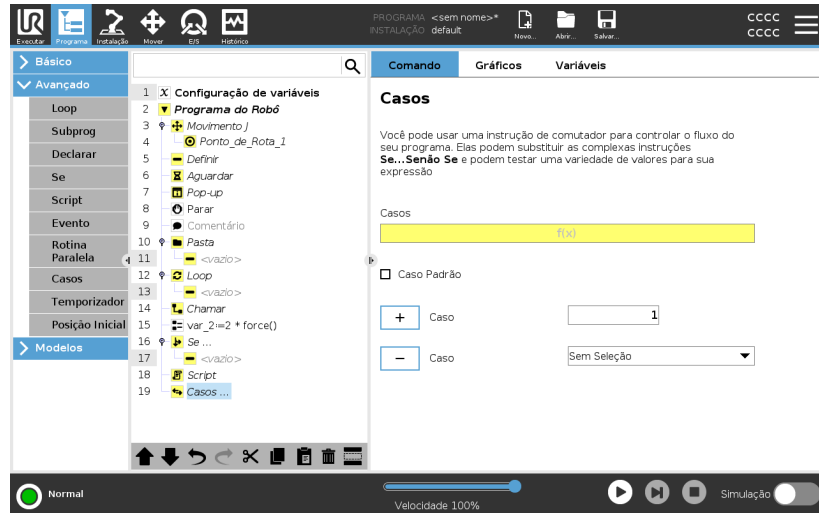 UR
Executar
Programa
Instalação
Mover
E/S
Histórico
PROGRAMA <sem nome>*
INSTALAÇÃO default
Novo...
Abrir...
Salvar...
cccc
cccc
Básico
Avançado
Loop
Subprog
Declarar
Se
Script
Evento
Rotina
Paralela
Casos
Temporizador
Posição Inicial
Modelos
1 X Configuração de variáveis
2 Programa do Robô
3 Movimento J
4 Ponto_de_Rota_1
5 Definir
6 Aguardar
7 Pop-up
8 Parar
9 Comentário
10 Pasta
11 <vazio>
12 Loop
13 <vazio>
14 Chamar
15 var_2≔2 * force()
16 Se ...
17 <vazio>
18 Script
19 Casos ...
Comando Gráficos Variáveis
Casos
Você pode usar uma instrução de comutador para controlar o fluxo do
seu programa. Elas podem substituir as complexas instruções
Se...Senão Se e podem testar uma variedade de valores para sua
expressão
Casos
f(x)
Caso Padrão
+ Caso 1
− Caso Sem Seleção
Normal
Velocidade 100%
Simulação